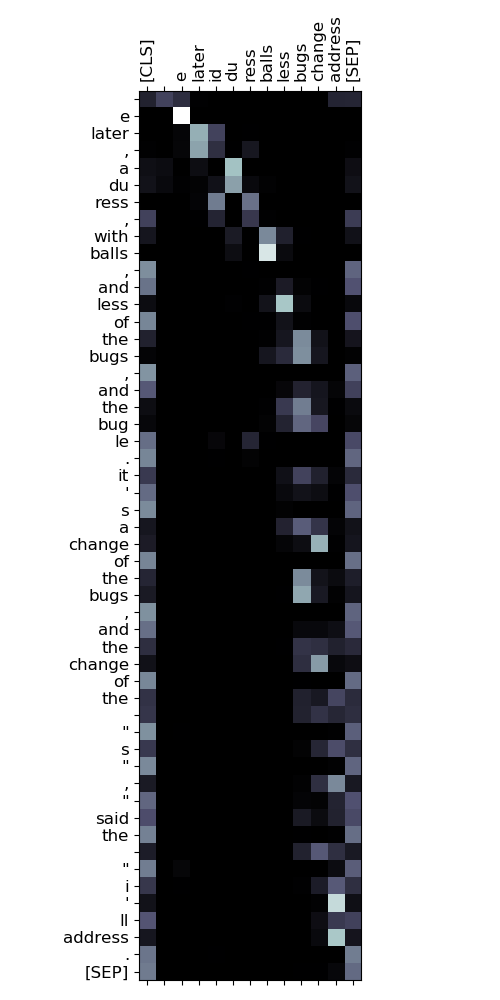 [CLS] e later id du ress balls less bugs change address [SEP]
e
later
,
a
du
ress
,
with
balls
,
and
less
of
the
bugs
,
and
the
bug
le
.
it
'
s
a
change
of
the
bugs
,
and
the
change
of
the
"
s
"
,
"
said
the
"
i
'
ll
address
.
[SEP]